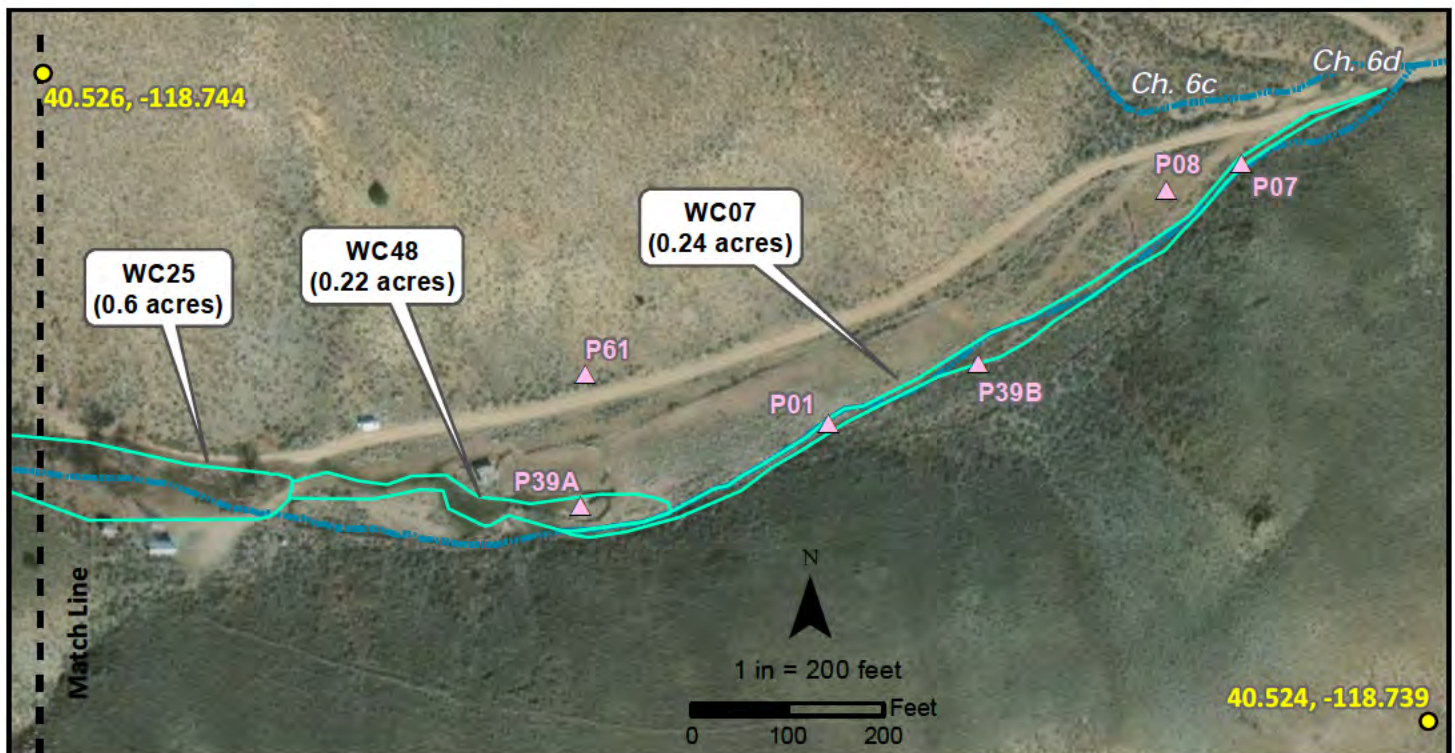 40.526, -118.744
Ch. 6c
Ch. 6d
P08
P07
WC07
(0.24 acres)
WC48
(0.22 acres)
WC25
(0.6 acres)
P61
P39B
P01
P39A
Match Line
N
1 in = 200 feet
Feet
0 100 200
40.524, -118.739